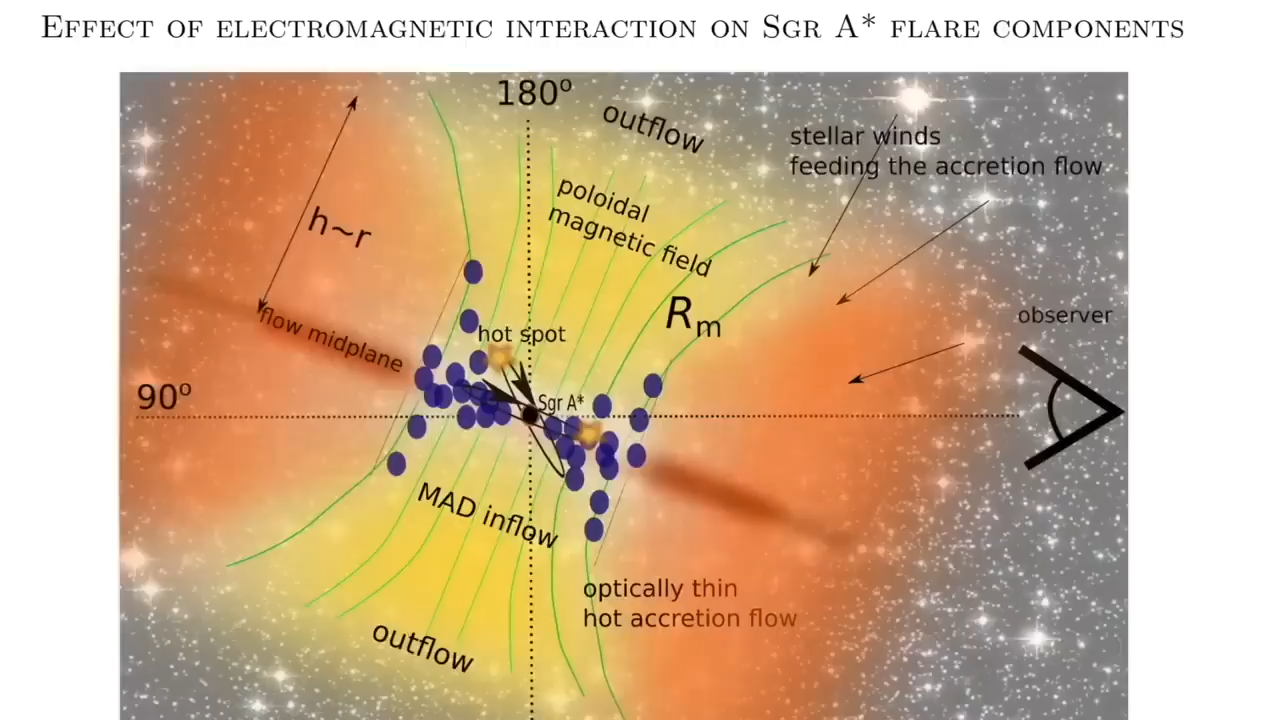 Effect of electromagnetic interaction on Sgr A* flare components
180°
outflow
stellar winds
feeding the accretion flow
poloidal
magnetic field
h~r
Rm
observer
flow midplane
hot spot
90°
Sgr A*
MAD inflow
optically thin
hot accretion flow
outflow